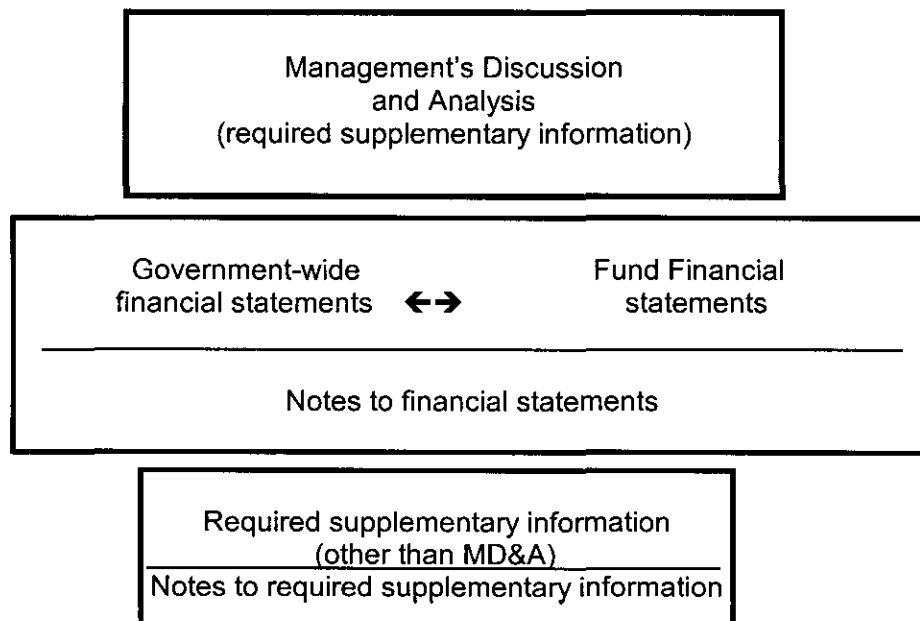 Management's Discussion
and Analysis
(required supplementary information)
Government-wide
financial statements
Fund Financial
statements
Notes to financial statements
Required supplementary information
(other than MD&A)
Notes to required supplementary information